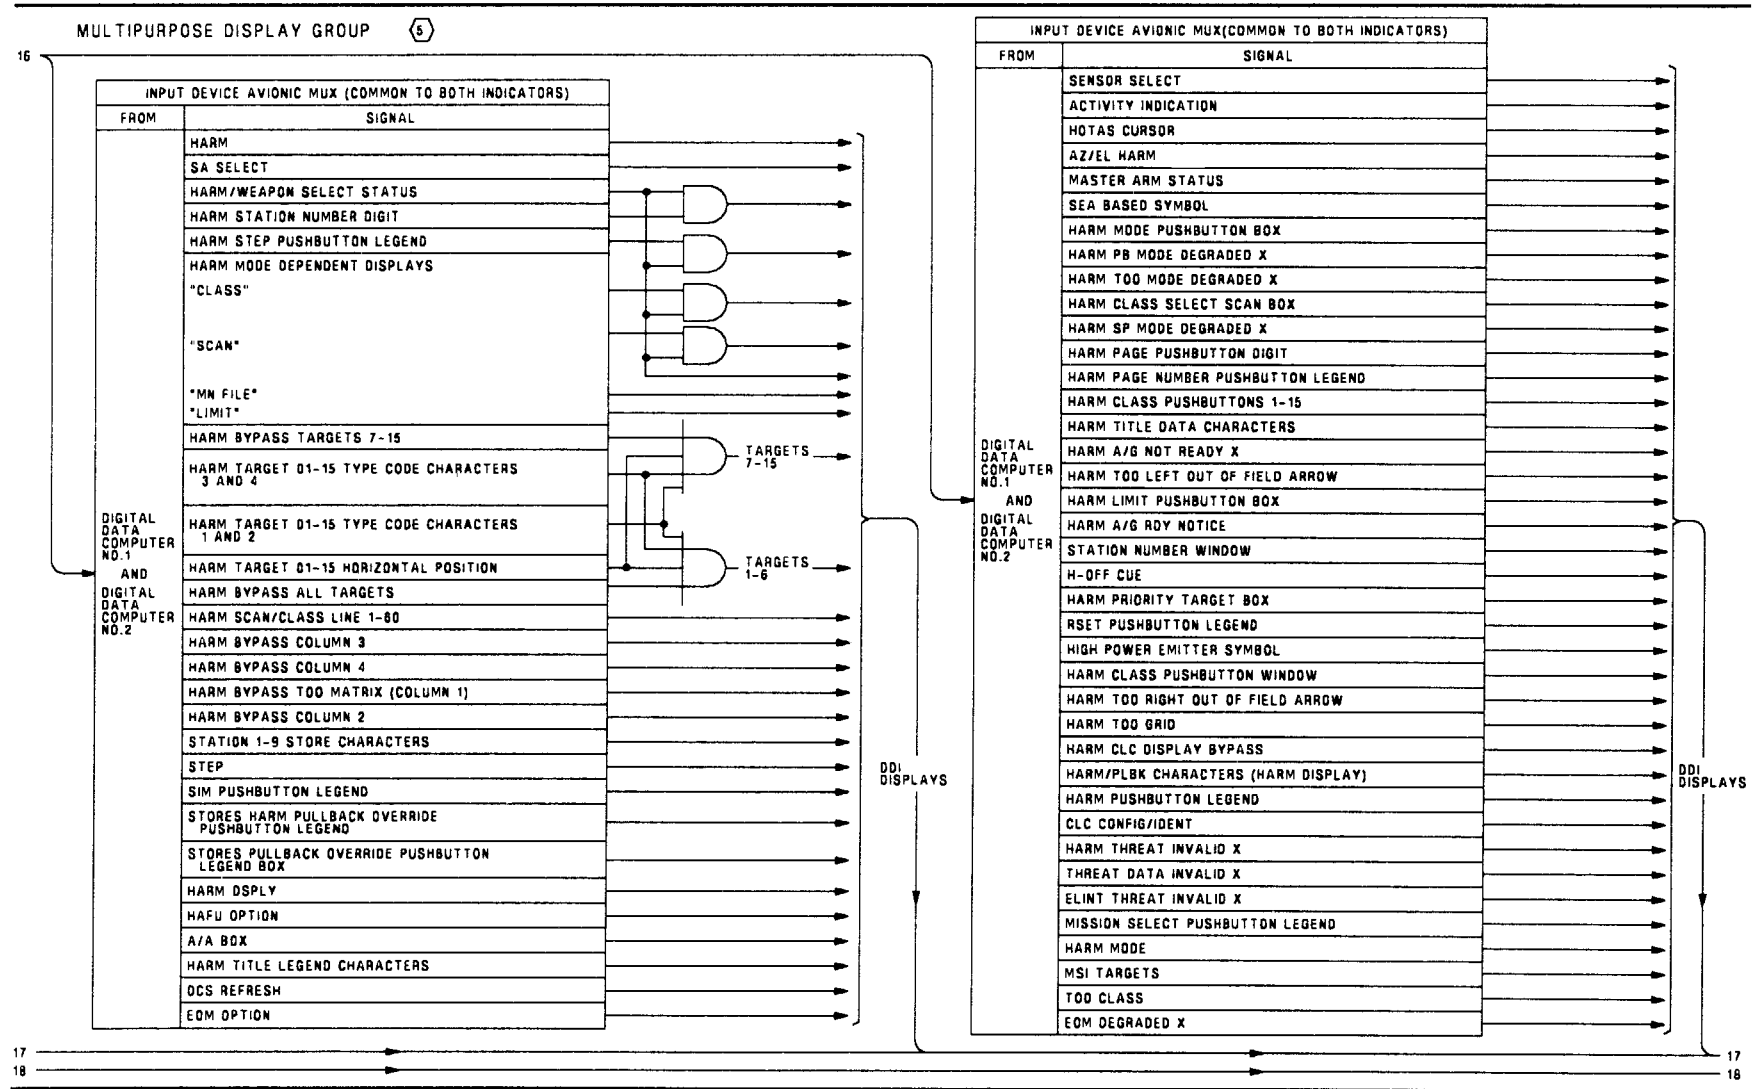 MULTIPURPOSE DISPLAY GROUP 5
16
INPUT DEVICE AVIONIC MUX (COMMON TO BOTH INDICATORS)
FROM SIGNAL
HARM
SA SELECT
HARM/WEAPON SELECT STATUS
HARM STATION NUMBER DIGIT
HARM STEP PUSHBUTTON LEGEND
HARM MODE DEPENDENT DISPLAYS
"CLASS"
"SCAN"
"MN FILE"
"LIMIT"
HARM BYPASS TARGETS 7-15
HARM TARGET 01-15 TYPE CODE CHARACTERS
3 AND 4
HARM TARGET 01-15 TYPE CODE CHARACTERS
1 AND 2
HARM TARGET 01-15 HORIZONTAL POSITION
HARM BYPASS ALL TARGETS
HARM SCAN/CLASS LINE 1-60
HARM BYPASS COLUMN 3
HARM BYPASS COLUMN 4
HARM BYPASS TOO MATRIX (COLUMN 1)
HARM BYPASS COLUMN 2
STATION 1-9 STORE CHARACTERS
STEP
SIM PUSHBUTTON LEGEND
STORES HARM PULLBACK OVERRIDE
PUSHBUTTON LEGEND
STORES PULLBACK OVERRIDE PUSHBUTTON
LEGEND BOX
HARM DSPLY
HAFU OPTION
A/A BOX
HARM TITLE LEGEND CHARACTERS
OCS REFRESH
EOM OPTION
DIGITAL
DATA
COMPUTER
NO.1
AND
DIGITAL
DATA
COMPUTER
NO.2
TARGETS
7-15
TARGETS
1-6
DDI
DISPLAYS
INPUT DEVICE AVIONIC MUX(COMMON TO BOTH INDICATORS)
FROM SIGNAL
SENSOR SELECT
ACTIVITY INDICATION
HOTAS CURSOR
AZ/EL HARM
MASTER ARM STATUS
SEA BASED SYMBOL
HARM MODE PUSHBUTTON BOX
HARM PB MODE DEGRADED X
HARM TOO MODE DEGRADED X
HARM CLASS SELECT SCAN BOX
HARM SP MODE DEGRADED X
HARM PAGE PUSHBUTTON DIGIT
HARM PAGE NUMBER PUSHBUTTON LEGEND
HARM CLASS PUSHBUTTONS 1-15
HARM TITLE DATA CHARACTERS
HARM A/G NOT READY X
HARM TOO LEFT OUT OF FIELD ARROW
HARM LIMIT PUSHBUTTON BOX
HARM A/G RDY NOTICE
STATION NUMBER WINDOW
H-OFF CUE
HARM PRIORITY TARGET BOX
RSET PUSHBUTTON LEGEND
HIGH POWER EMITTER SYMBOL
HARM CLASS PUSHBUTTON WINDOW
HARM TOO RIGHT OUT OF FIELD ARROW
HARM TOO GRID
HARM CLC DISPLAY BYPASS
HARM/PLBK CHARACTERS (HARM DISPLAY)
HARM PUSHBUTTON LEGEND
CLC CONFIG/IDENT
HARM THREAT INVALID X
THREAT DATA INVALID X
ELINT THREAT INVALID X
MISSION SELECT PUSHBUTTON LEGEND
HARM MODE
MSI TARGETS
TOO CLASS
EOM DEGRADED X
DIGITAL
DATA
COMPUTER
NO.1
AND
DIGITAL
DATA
COMPUTER
NO.2
DDI
DISPLAYS
17 17
18 18